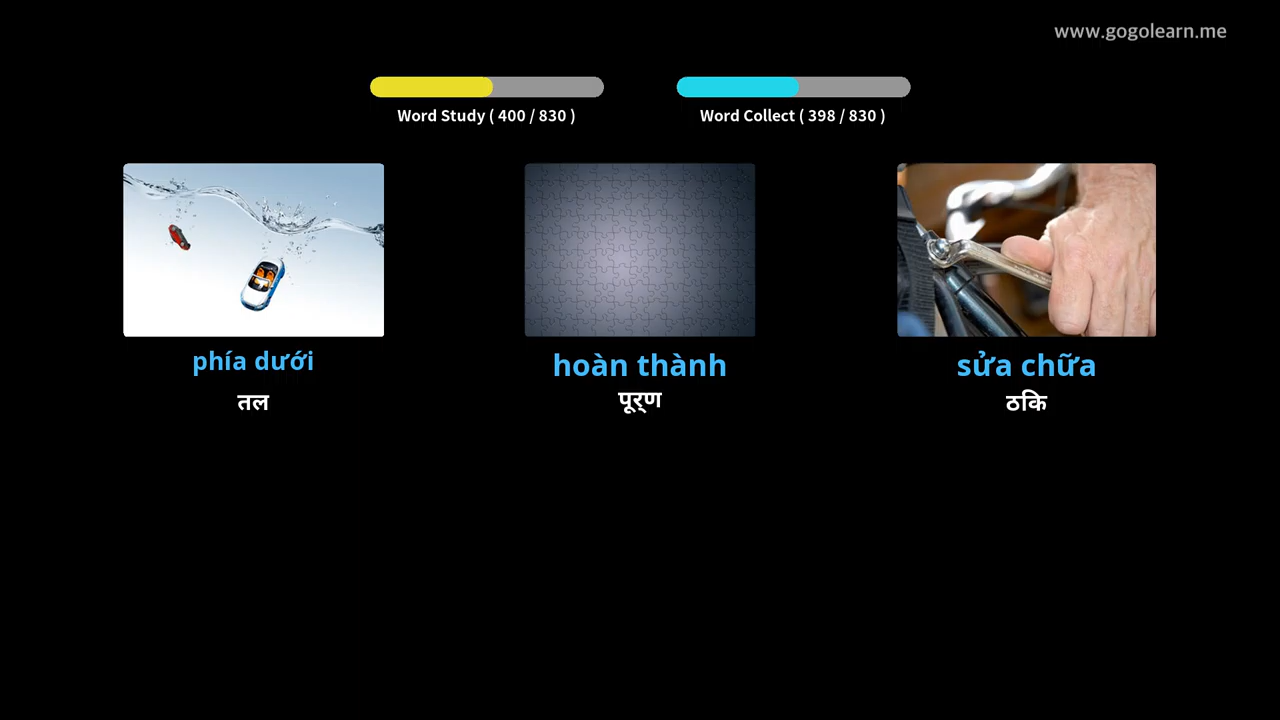 www.gogolearn.me
Word Study ( 400 / 830 )
Word Collect ( 398 / 830 )
phía dưới
hoàn thành
sửa chữa
तल
पूर्‌ण
ठकि